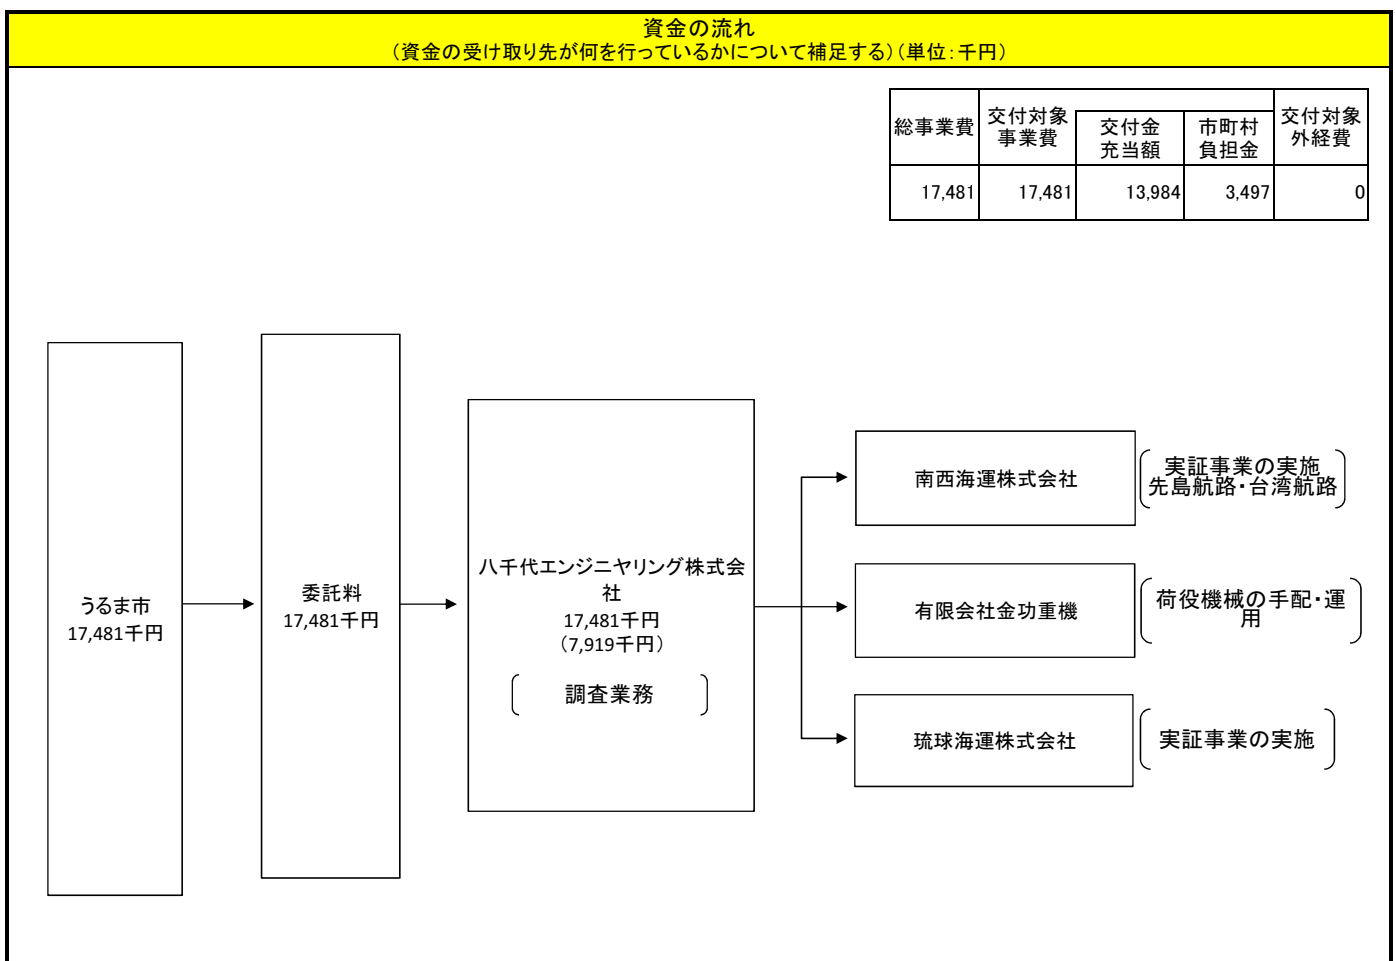 資金の流れ
（資金の受け取り先が何を行っているかについて補足する）（単位：千円）
総事業費
交付対象
事業費
交付金
充当額
市町村
負担金
交付対象
外経費
17,481
17,481
13,984
3,497
0
うるま市
17,481千円
委託料
17,481千円
八千代エンジニヤリング株式会
社
17,481千円
（7,919千円）
調査業務
南西海運株式会社
実証事業の実施
先島航路・台湾航路
有限会社金功重機
荷役機械の手配・運
用
琉球海運株式会社
実証事業の実施